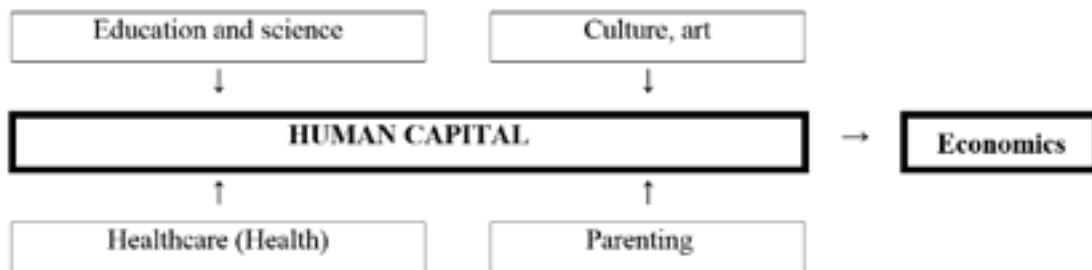 Education and science
Culture, art
HUMAN CAPITAL
Economics
Healthcare (Health)
Parenting